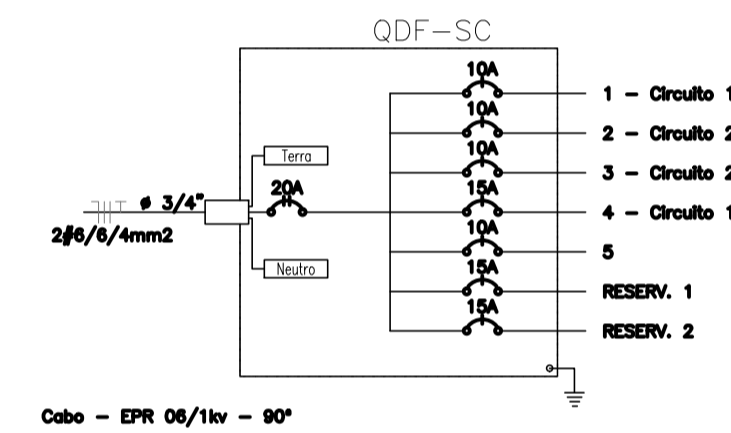 QDF-SC
10A
1 - Circuito 1
10A
2 - Circuito 2
10A
3 - Circuito 2
Terra
20A
15A
4 - Circuito 1
ø 3/4"
2#6/6/4mm2
10A
5
Neutro
15A
RESERV. 1
15A
RESERV. 2
Cabo - EPR 06/1kv - 90°